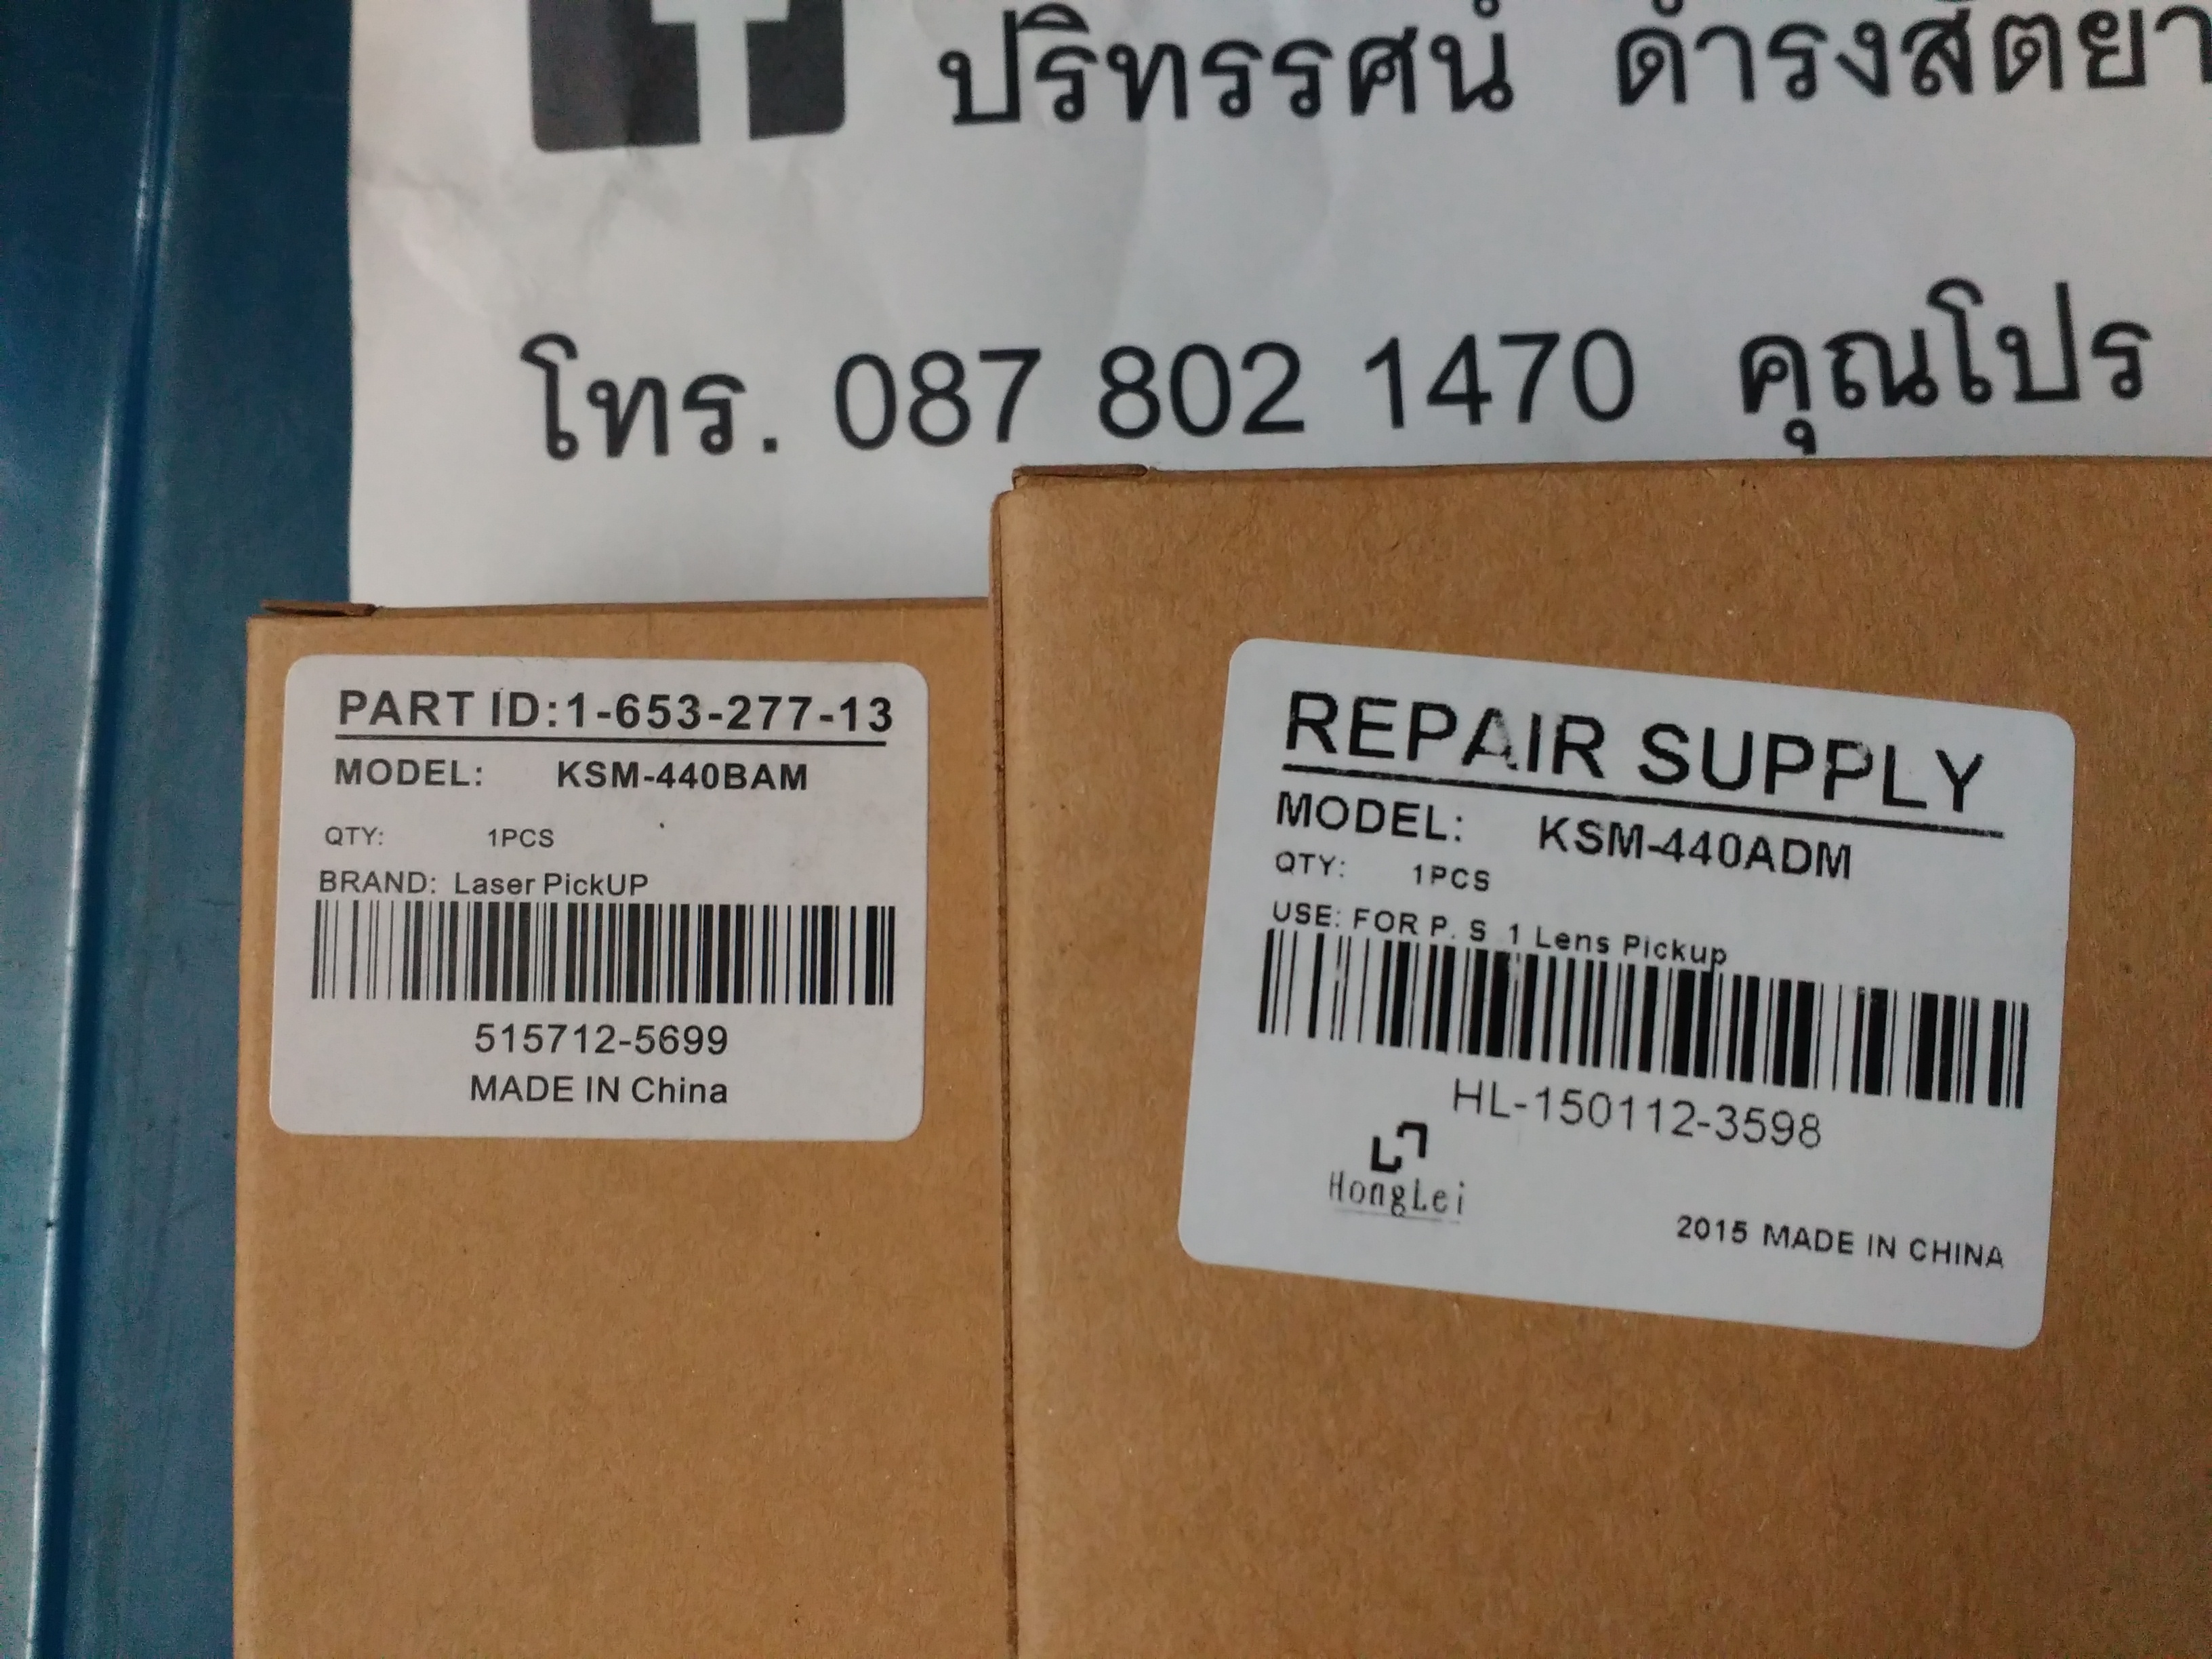 ปริทรรศน์ ดำรงสัตยา
โทร. 087 802 1470 คุณโปร
PART ID:1-653-277-13
MODEL: KSM-440BAM
QTY: 1PCS
BRAND: Laser PickUP
515712-5699
MADE IN China
REPAIR SUPPLY
MODEL: KSM-440ADM
QTY: 1PCS
USE: FOR P. S 1 Lens Pickup
HL-150112-3598
HongLei
2015 MADE IN CHINA